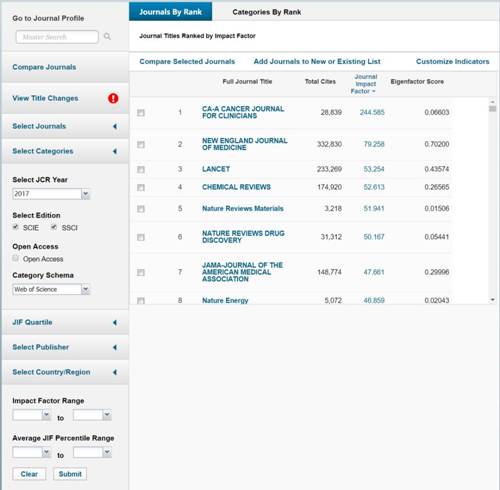 Go to Journal Profile
Master Search
Compare Journals
View Title Changes
Select Journals
Select Categories
Select JCR Year
2017
Select Edition
SCIE SSCI
Open Access
Open Access
Category Schema
Web of Science
JIF Quartile
Select Publisher
Select Country/Region
Impact Factor Range
to
Average JIF Percentile Range
to
Clear Submit
Journals By Rank Categories By Rank
Journal Titles Ranked by Impact Factor
Compare Selected Journals Add Journals to New or Existing List Customize Indicators
Full Journal Title Total Cites Journal Impact Factor Eigenfactor Score
1 CA-A CANCER JOURNAL FOR CLINICIANS 28,839 244.585 0.06603
2 NEW ENGLAND JOURNAL OF MEDICINE 332,830 79.258 0.70200
3 LANCET 233,269 53.254 0.43574
4 CHEMICAL REVIEWS 174,920 52.613 0.26565
5 Nature Reviews Materials 3,218 51.941 0.01506
6 NATURE REVIEWS DRUG DISCOVERY 31,312 50.167 0.05441
7 JAMA-JOURNAL OF THE AMERICAN MEDICAL ASSOCIATION 148,774 47.661 0.29996
8 Nature Energy 5,072 46.859 0.02043